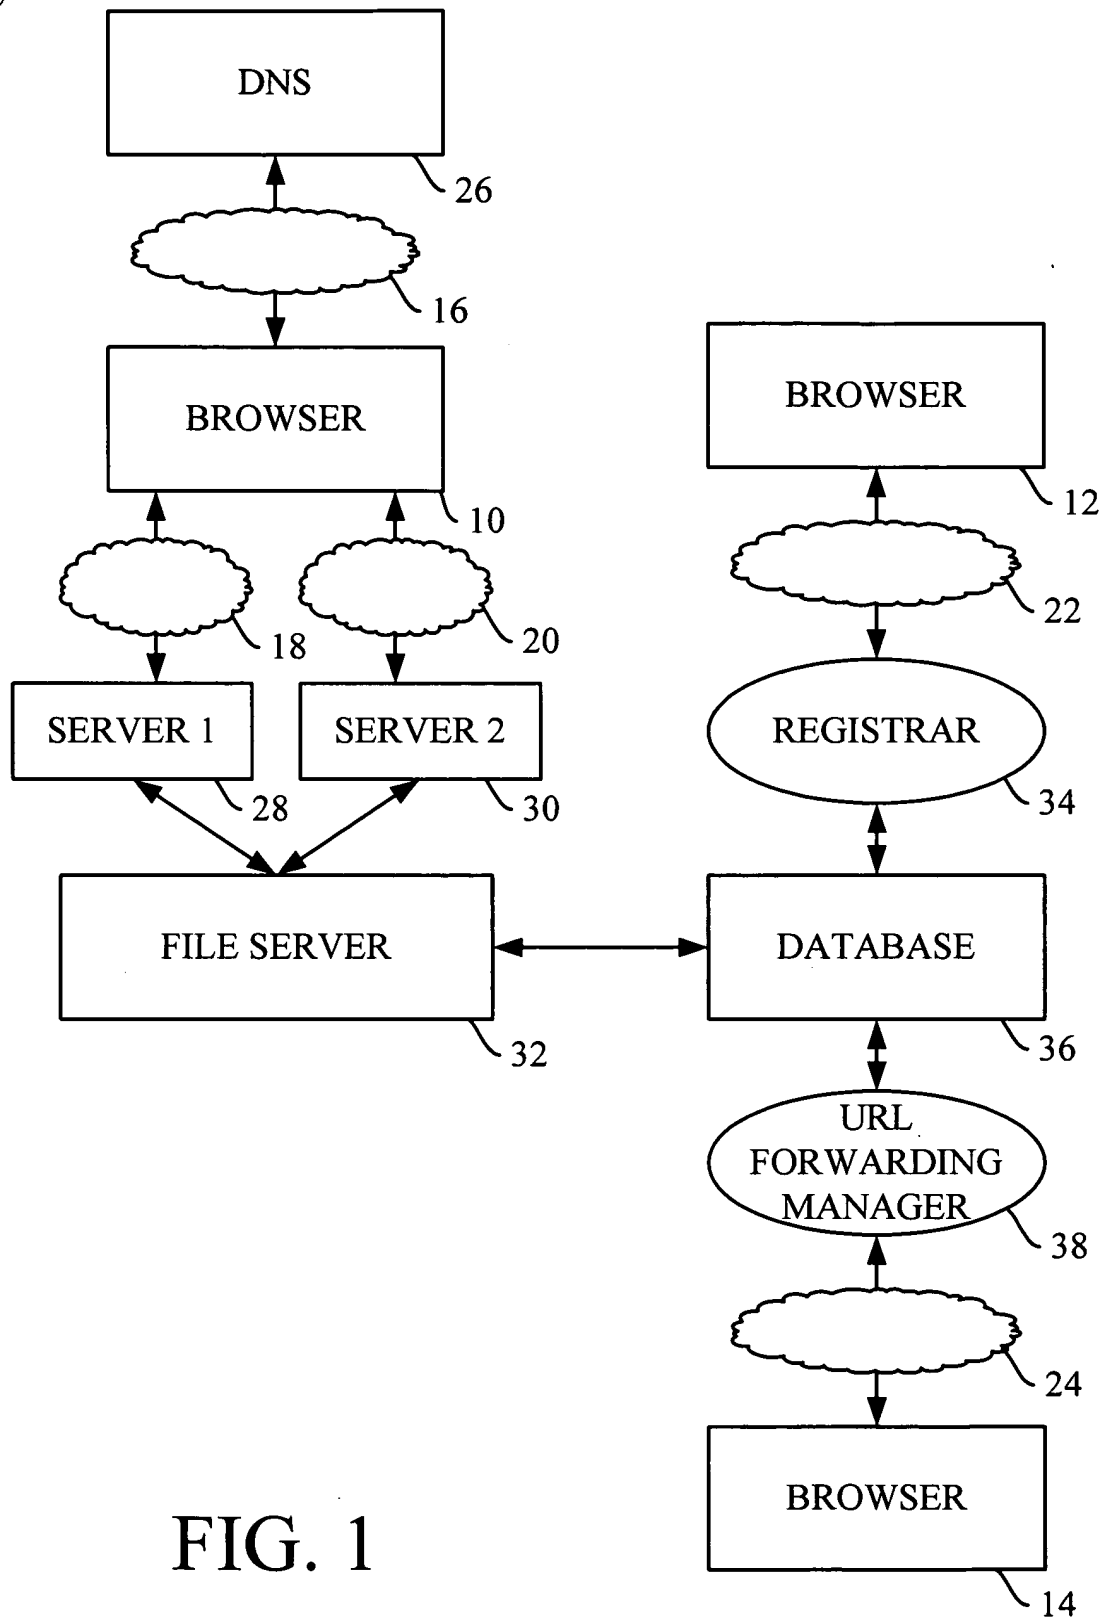 DNS
26
16
BROWSER
10
BROWSER
12
18
20
22
SERVER 1
28
SERVER 2
30
REGISTRAR
34
FILE SERVER
32
DATABASE
36
URL
FORWARDING
MANAGER
38
24
BROWSER
14
FIG. 1